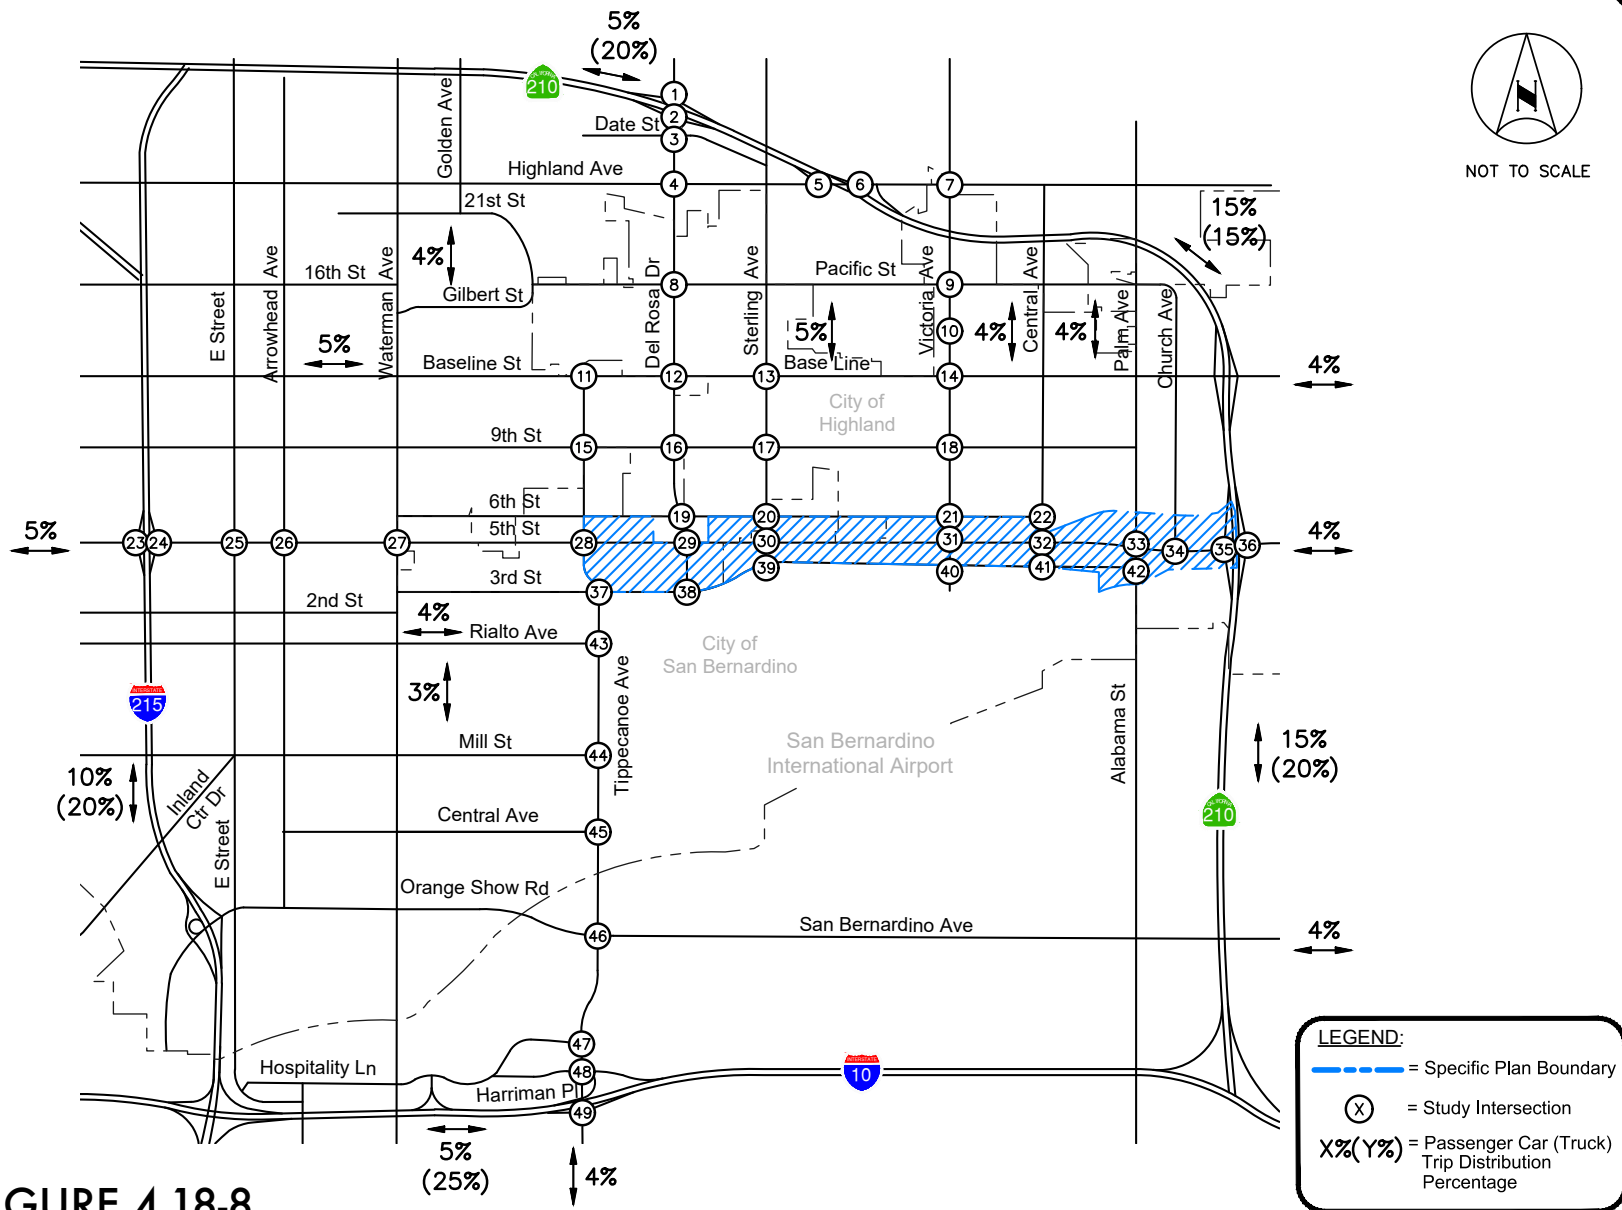 5%
(20%)
CALIFORNIA
210
1
2
Date St
3
Golden Ave
Highland Ave
4
5
6
7
NOT TO SCALE
21st St
15%
(15%)
4%
16th St
Gilbert St
Pacific St
8
9
10
E Street
Arrowhead Ave
Waterman Ave
Del Rosa Dr
Sterling Ave
Victoria Ave
Central Ave
Palm Ave
Church Ave
5%
5%
4%
4%
Baseline St
Base Line
11
12
13
14
4%
City of
Highland
9th St
15
16
17
18
6th St
19
20
21
22
5th St
5%
23
24
25
26
27
28
29
30
31
32
33
34
35
36
4%
3rd St
37
38
39
40
41
42
2nd St
4%
Rialto Ave
43
City of
San Bernardino
3%
INTERSTATE
215
Tippecanoe Ave
Alabama St
Mill St
44
San Bernardino
International Airport
10%
(20%)
Inland
Ctr Dr
15%
(20%)
CALIFORNIA
210
E Street
Central Ave
45
Orange Show Rd
46
San Bernardino Ave
4%
47
Hospitality Ln
48
Harriman Pl
49
INTERSTATE
10
5%
(25%)
4%
LEGEND:
= Specific Plan Boundary
X = Study Intersection
X%(Y%) = Passenger Car (Truck)
Trip Distribution
Percentage
GURE 4.18-8